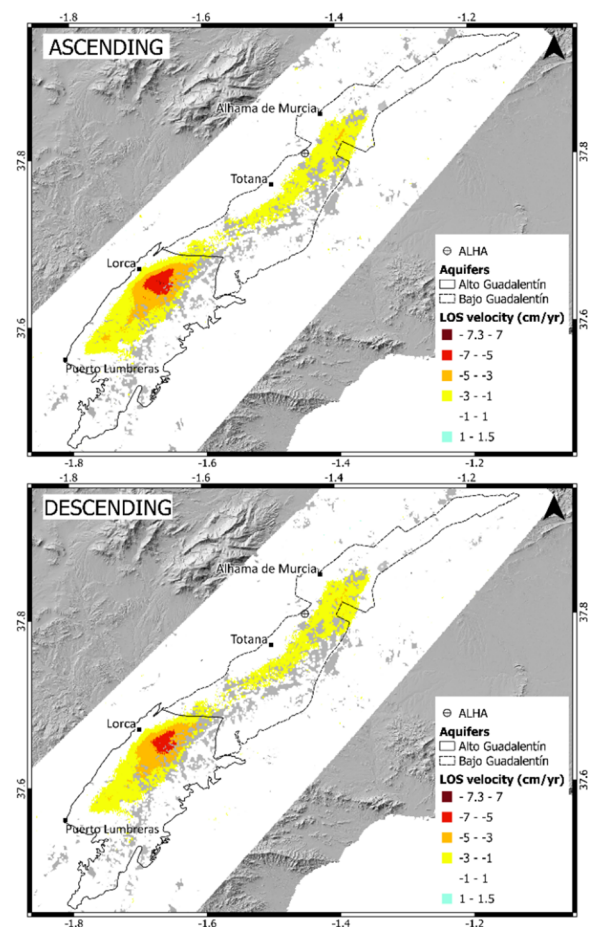 -1.8 -1.6 -1.4 -1.2
ASCENDING
Alhama de Murcia
37.8 37.8
Totana
Lorca
ALHA
Aquifers
Alto Guadalentín
Bajo Guadalentín
LOS velocity (cm/yr)
37.6 37.6
- 7.3 - 7
-7 - -5
-5 - -3
Puerto Lumbreras
-3 - -1
-1 - 1
1 - 1.5
-1.8 -1.6 -1.4 -1.2
-1.8 -1.6 -1.4 -1.2
DESCENDING
Alhama de Murcia
37.8 37.8
Totana
Lorca
ALHA
Aquifers
Alto Guadalentín
Bajo Guadalentín
LOS velocity (cm/yr)
37.6 37.6
- 7.3 - 7
-7 - -5
-5 - -3
Puerto Lumbreras
-3 - -1
-1 - 1
1 - 1.5
-1.8 -1.6 -1.4 -1.2